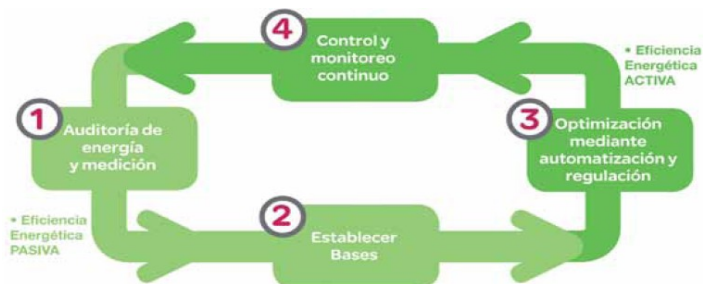 1
Auditoría de
energía
y medición
• Eficiencia
Energética
PASIVA
2
Establecer
Bases
3
Optimización
mediante
automatización y
regulación
• Eficiencia
Energética
ACTIVA
4
Control y
monitoreo
continuo